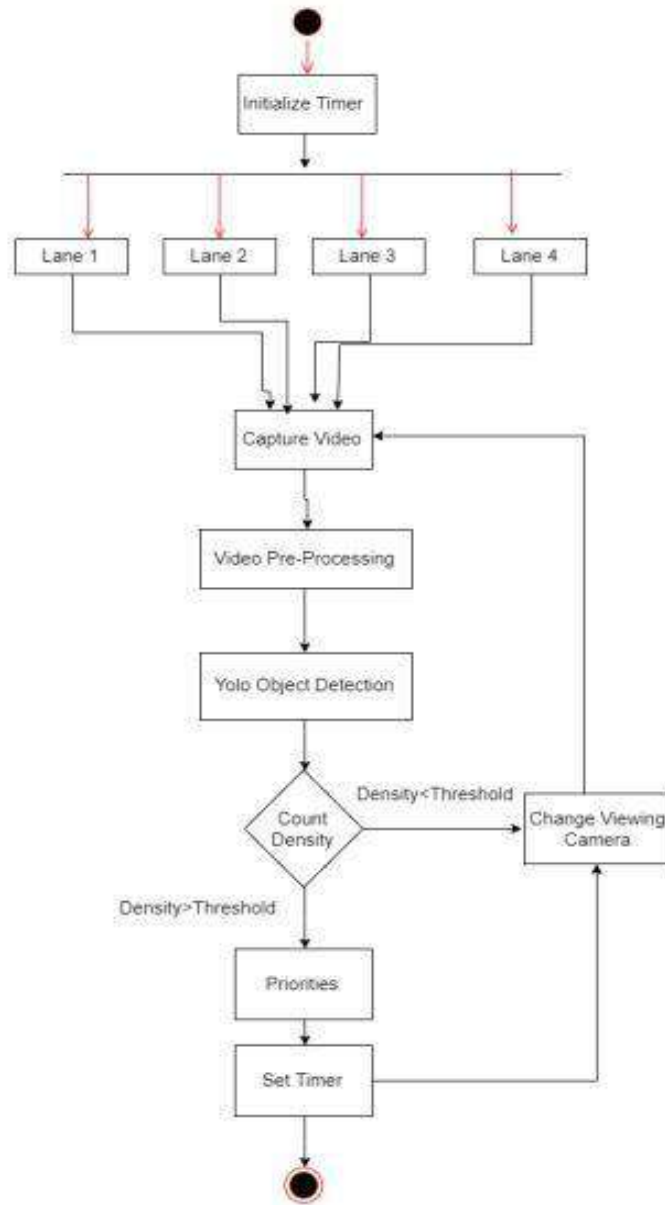 Initialize Timer
Lane 1
Lane 2
Lane 3
Lane 4
Capture Video
Video Pre-Processing
Yolo Object Detection
Count
Density
Density<Threshold
Change Viewing
Camera
Density>Threshold
Priorities
Set Timer